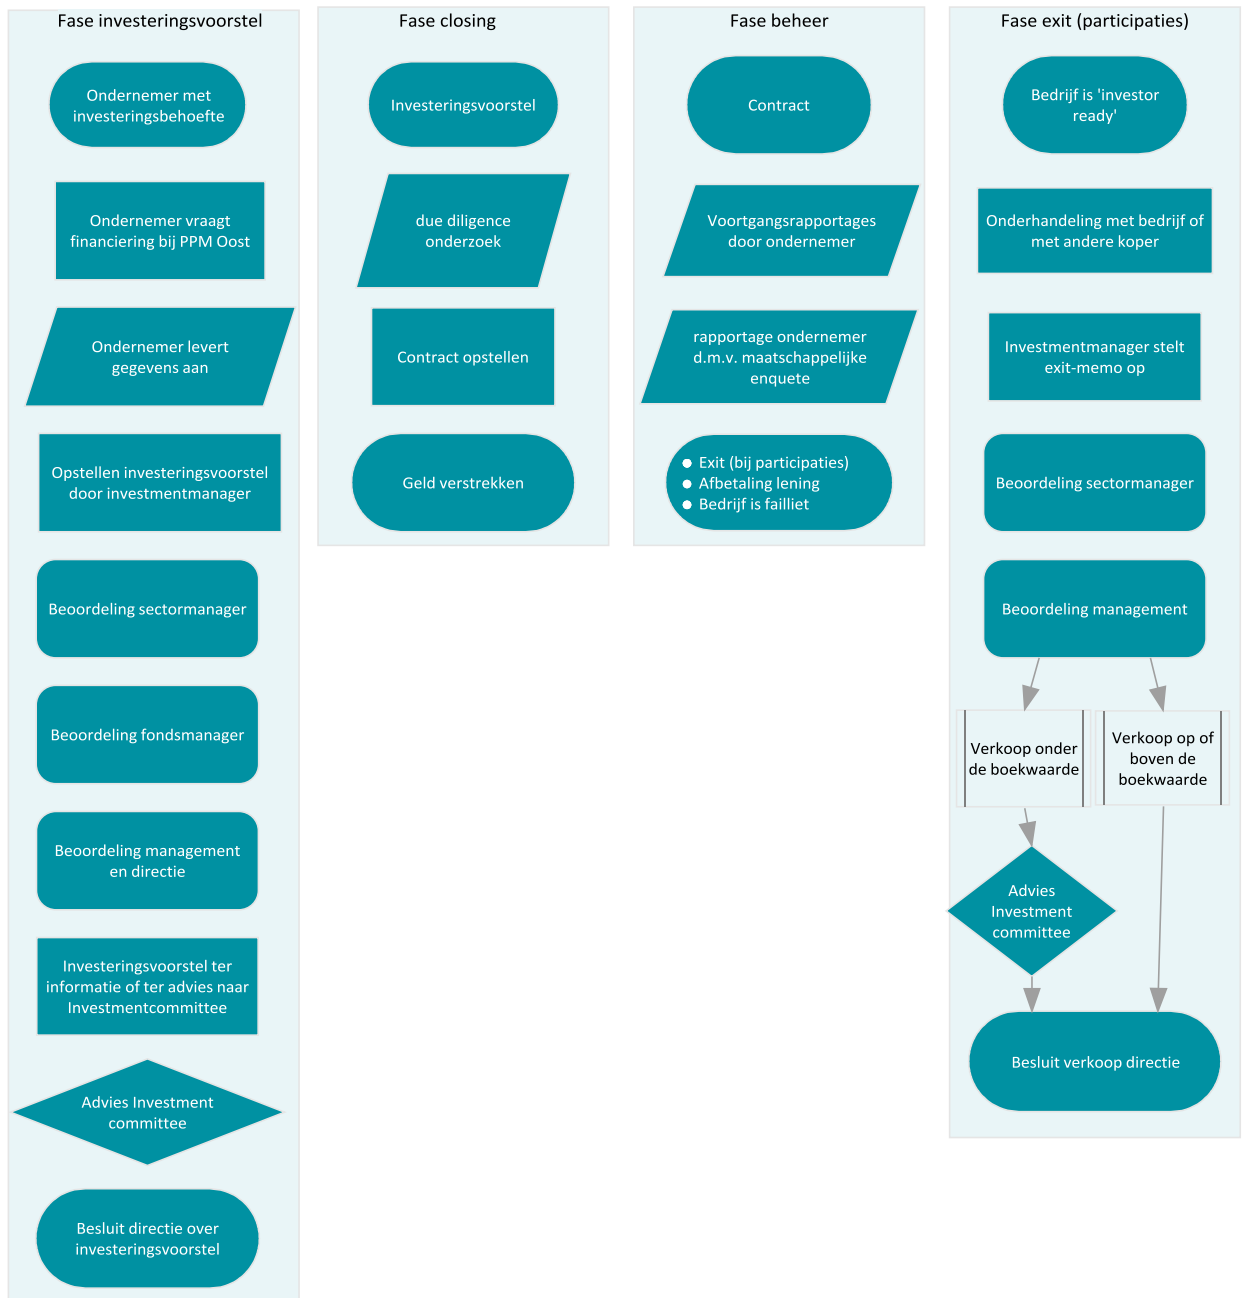 Fase investeringsvoorstel
Ondernemer met
investeringsbehoefte
Ondernemer vraagt
financiering bij PPM Oost
Ondernemer levert
gegevens aan
Opstellen investeringsvoorstel
door investmentmanager
Beoordeling sectormanager
Beoordeling fondsmanager
Beoordeling management
en directie
Investeringsvoorstel ter
informatie of ter advies naar
Investmentcommittee
Advies Investment
committee
Besluit directie over
investeringsvoorstel
Fase closing
Investeringsvoorstel
due diligence
onderzoek
Contract opstellen
Geld verstrekken
Fase beheer
Contract
Voortgangsrapportages
door ondernemer
rapportage ondernemer
d.m.v. maatschappelijke
enquete
● Exit (bij participaties)
● Afbetaling lening
● Bedrijf is failliet
Fase exit (participaties)
Bedrijf is 'investor
ready'
Onderhandeling met bedrijf of
met andere koper
Investmentmanager stelt
exit-memo op
Beoordeling sectormanager
Beoordeling management
Verkoop onder
de boekwaarde
Verkoop op of
boven de
boekwaarde
Advies
Investment
committee
Besluit verkoop directie